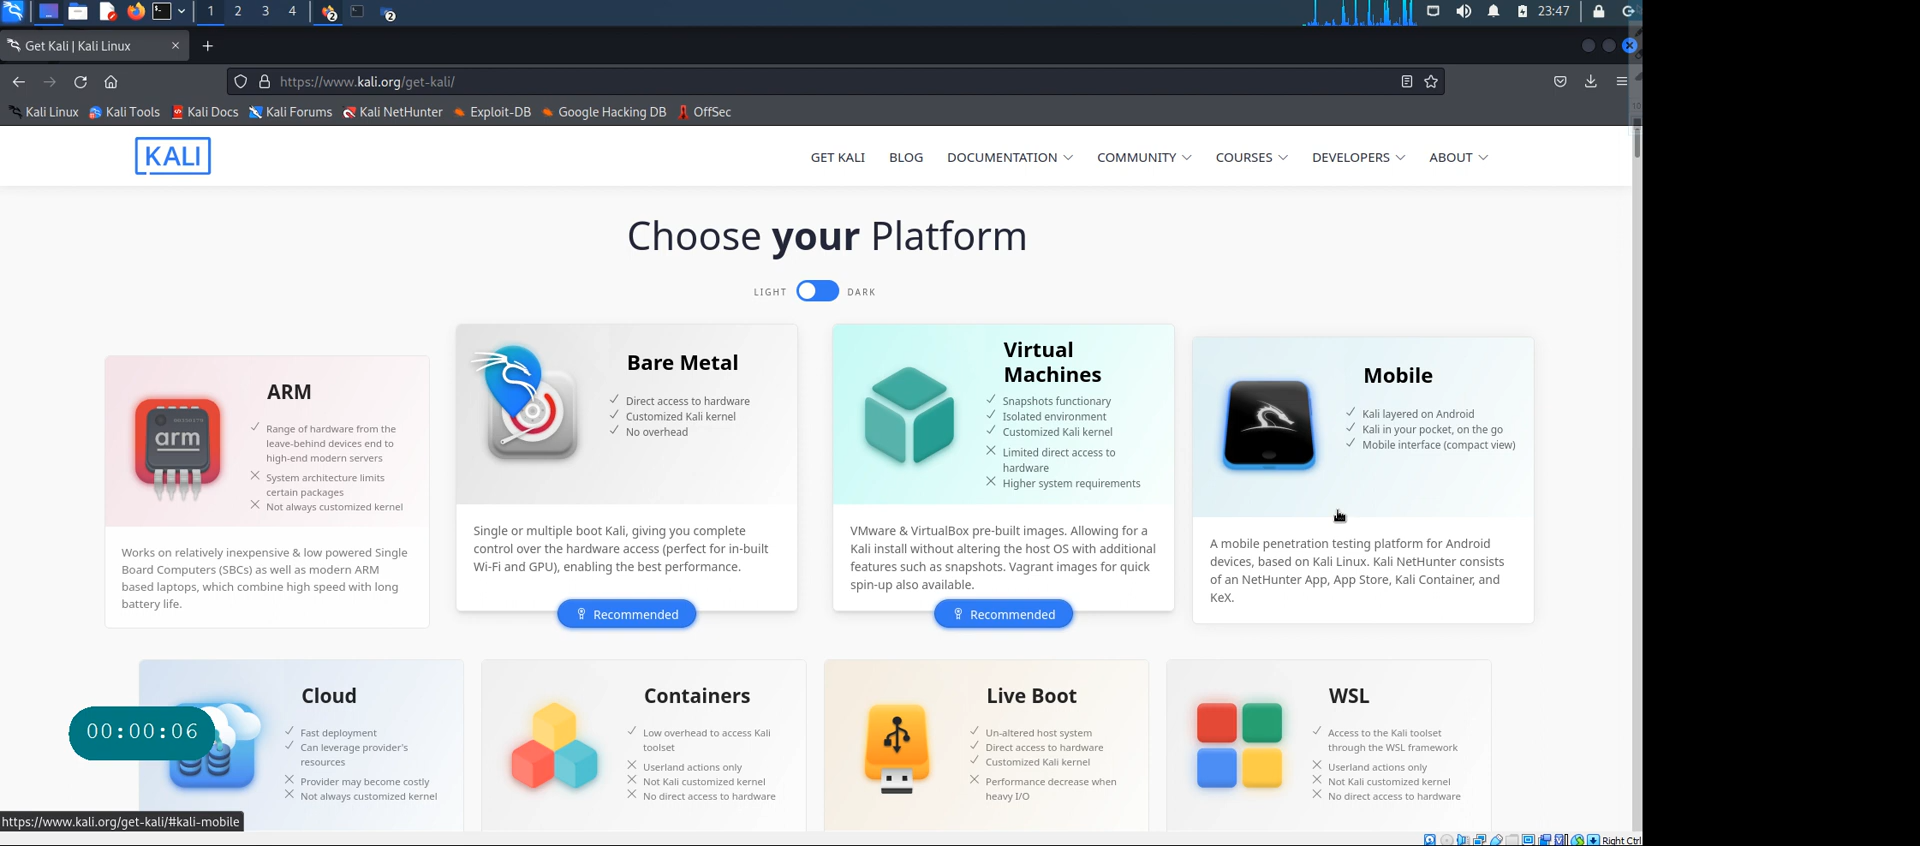 1
2
3
4
2
2
23:47
Get Kali | Kali Linux
https://www.kali.org/get-kali/
Kali Linux
Kali Tools
Kali Docs
Kali Forums
Kali NetHunter
Exploit-DB
Google Hacking DB
OffSec
KALI
GET KALI
BLOG
DOCUMENTATION
COMMUNITY
COURSES
DEVELOPERS
ABOUT
Choose your Platform
LIGHT
DARK
arm
ARM
Range of hardware from the
leave-behind devices end to
high-end modern servers
System architecture limits
certain packages
Not always customized kernel
Works on relatively inexpensive & low powered Single
Board Computers (SBCs) as well as modern ARM
based laptops, which combine high speed with long
battery life.
Bare Metal
Direct access to hardware
Customized Kali kernel
No overhead
Single or multiple boot Kali, giving you complete
control over the hardware access (perfect for in-built
Wi-Fi and GPU), enabling the best performance.
Recommended
Virtual
Machines
Snapshots functionary
Isolated environment
Customized Kali kernel
Limited direct access to
hardware
Higher system requirements
VMware & VirtualBox pre-built images. Allowing for a
Kali install without altering the host OS with additional
features such as snapshots. Vagrant images for quick
spin-up also available.
Recommended
Mobile
Kali layered on Android
Kali in your pocket, on the go
Mobile interface (compact view)
A mobile penetration testing platform for Android
devices, based on Kali Linux. Kali NetHunter consists
of an NetHunter App, App Store, Kali Container, and
KeX.
Cloud
Fast deployment
Can leverage provider's
resources
Provider may become costly
Not always customized kernel
00:00:06
Containers
Low overhead to access Kali
toolset
Userland actions only
Not Kali customized kernel
No direct access to hardware
Live Boot
Un-altered host system
Direct access to hardware
Customized Kali kernel
Performance decrease when
heavy I/O
WSL
Access to the Kali toolset
through the WSL framework
Userland actions only
Not Kali customized kernel
No direct access to hardware
https://www.kali.org/get-kali/#kali-mobile
Right Ctrl